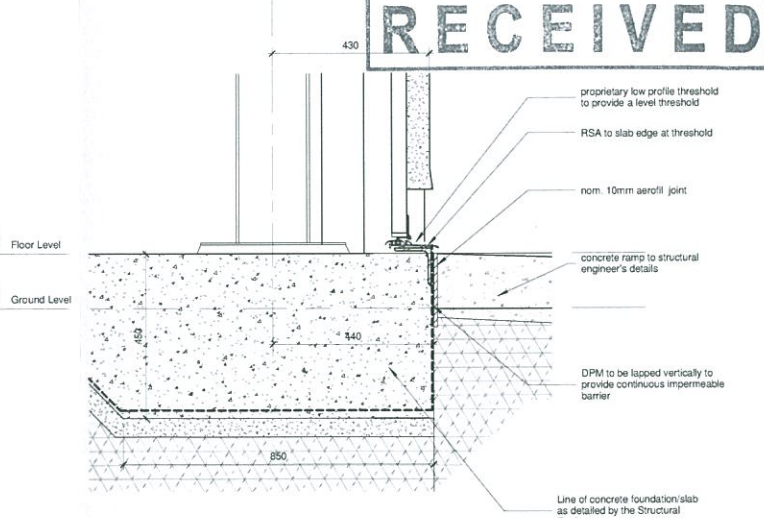 RECEIVED
430
proprietary low profile threshold
to provide a level threshold
RSA to slab edge at threshold
nom. 10mm aerofil joint
Floor Level
concrete ramp to structural
engineer's details
Ground Level
450
440
DPM to be lapped vertically to
provide continuous impermeable
barrier
850
Line of concrete foundation/slab
as detailed by the Structural